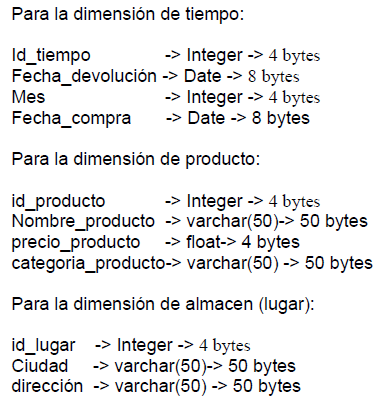 Para la dimensión de tiempo:
Id_tiempo -> Integer -> 4 bytes
Fecha_devolución -> Date -> 8 bytes
Mes -> Integer -> 4 bytes
Fecha_compra -> Date -> 8 bytes
Para la dimensión de producto:
id_producto -> Integer -> 4 bytes
Nombre_producto -> varchar(50)-> 50 bytes
precio_producto -> float-> 4 bytes
categoria_producto-> varchar(50) -> 50 bytes
Para la dimensión de almacen (lugar):
id_lugar -> Integer -> 4 bytes
Ciudad -> varchar(50)-> 50 bytes
dirección -> varchar(50) -> 50 bytes